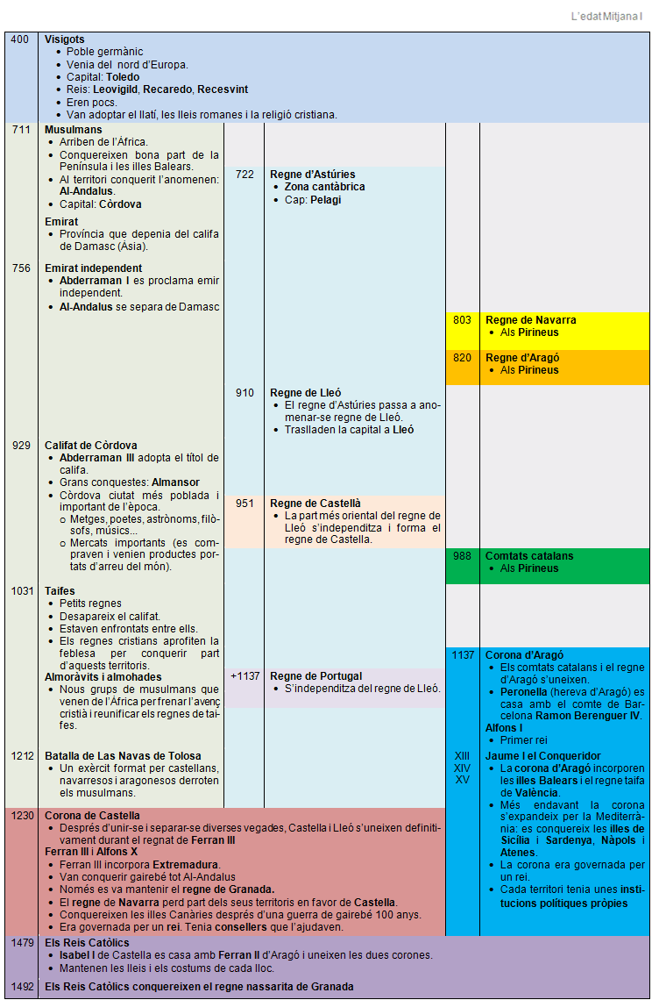 L'edat Mitjana I
400 Visigots
• Poble germànic
• Venia del nord d'Europa.
• Capital: Toledo
• Reis: Leovigild, Recaredo, Recesvint
• Eren pocs.
• Van adoptar el llatí, les lleis romanes i la religió cristiana.
711 Musulmans
• Arriben de l'Àfrica.
• Conquereixen bona part de la
Península i les illes Balears.
• Al territori conquerit l'anomenen:
Al-Andalus.
• Capital: Còrdova
Emirat
• Província que depenia del califa
de Damasc (Àsia).
722 Regne d'Astúries
• Zona cantàbrica
• Cap: Pelagi
756 Emirat independent
• Abderraman I es proclama emir
independent.
• Al-Andalus se separa de Damasc
803 Regne de Navarra
• Als Pirineus
820 Regne d'Aragó
• Als Pirineus
910 Regne de Lleó
• El regne d'Astúries passa a ano-
menar-se regne de Lleó.
• Traslladen la capital a Lleó
929 Califat de Còrdova
• Abderraman III adopta el títol de
califa.
• Grans conquestes: Almansor
• Còrdova ciutat més poblada i
important de l'època.
o Metges, poetes, astrònoms, filò-
sofs, músics...
o Mercats importants (es com-
praven i venien productes por-
tats d'arreu del món).
951 Regne de Castellà
• La part més oriental del regne de
Lleó s'independitza i forma el
regne de Castella.
988 Comtats catalans
• Als Pirineus
1031 Taifes
• Petits regnes
• Desapareix el califat.
• Estaven enfrontats entre ells.
• Els regnes cristians aprofiten la
feblesa per conquerir part
d'aquests territoris.
Almoràvits i almohades
• Nous grups de musulmans que
venen de l'Àfrica per frenar l'avenç
cristià i reunificar els regnes de tai-
fes.
+1137 Regne de Portugal
• S'independitza del regne de Lleó.
1137 Corona d'Aragó
• Els comtats catalans i el regne
d'Aragó s'uneixen.
• Peronella (hereva d'Aragó) es
casa amb el comte de Bar-
celona Ramon Berenguer IV.
Alfons I
• Primer rei
1212 Batalla de Las Navas de Tolosa
• Un exèrcit format per castellans,
navarresos i aragonesos derroten
els musulmans.
XIII Jaume I el Conqueridor
XIV • La corona d'Aragó incorporen
XV les illes Balears i el regne taifa
de València.
• Més endavant la corona
s'expandeix per la Mediterrà-
nia: es conquereix les illes de
Sicília i Sardenya, Nàpols i
Atenes.
• La corona era governada per
un rei.
• Cada territori tenia unes insti-
tucions polítiques pròpies
1230 Corona de Castella
• Després d'unir-se i separar-se diverses vegades, Castella i Lleó s'uneixen definiti-
vament durant el regnat de Ferran III
Ferran III i Alfons X
• Ferran III incorpora Extremadura.
• Van conquerir gairebé tot Al-Andalus
• Només es va mantenir el regne de Granada.
• El regne de Navarra perd part dels seus territoris en favor de Castella.
• Conquereixen les illes Canàries després d'una guerra de gairebé 100 anys.
• Era governada per un rei. Tenia consellers que l'ajudaven.
1479 Els Reis Catòlics
• Isabel I de Castella es casa amb Ferran II d'Aragó i uneixen les dues corones.
• Mantenen les lleis i els costums de cada lloc.
1492 Els Reis Catòlics conquereixen el regne nassarita de Granada